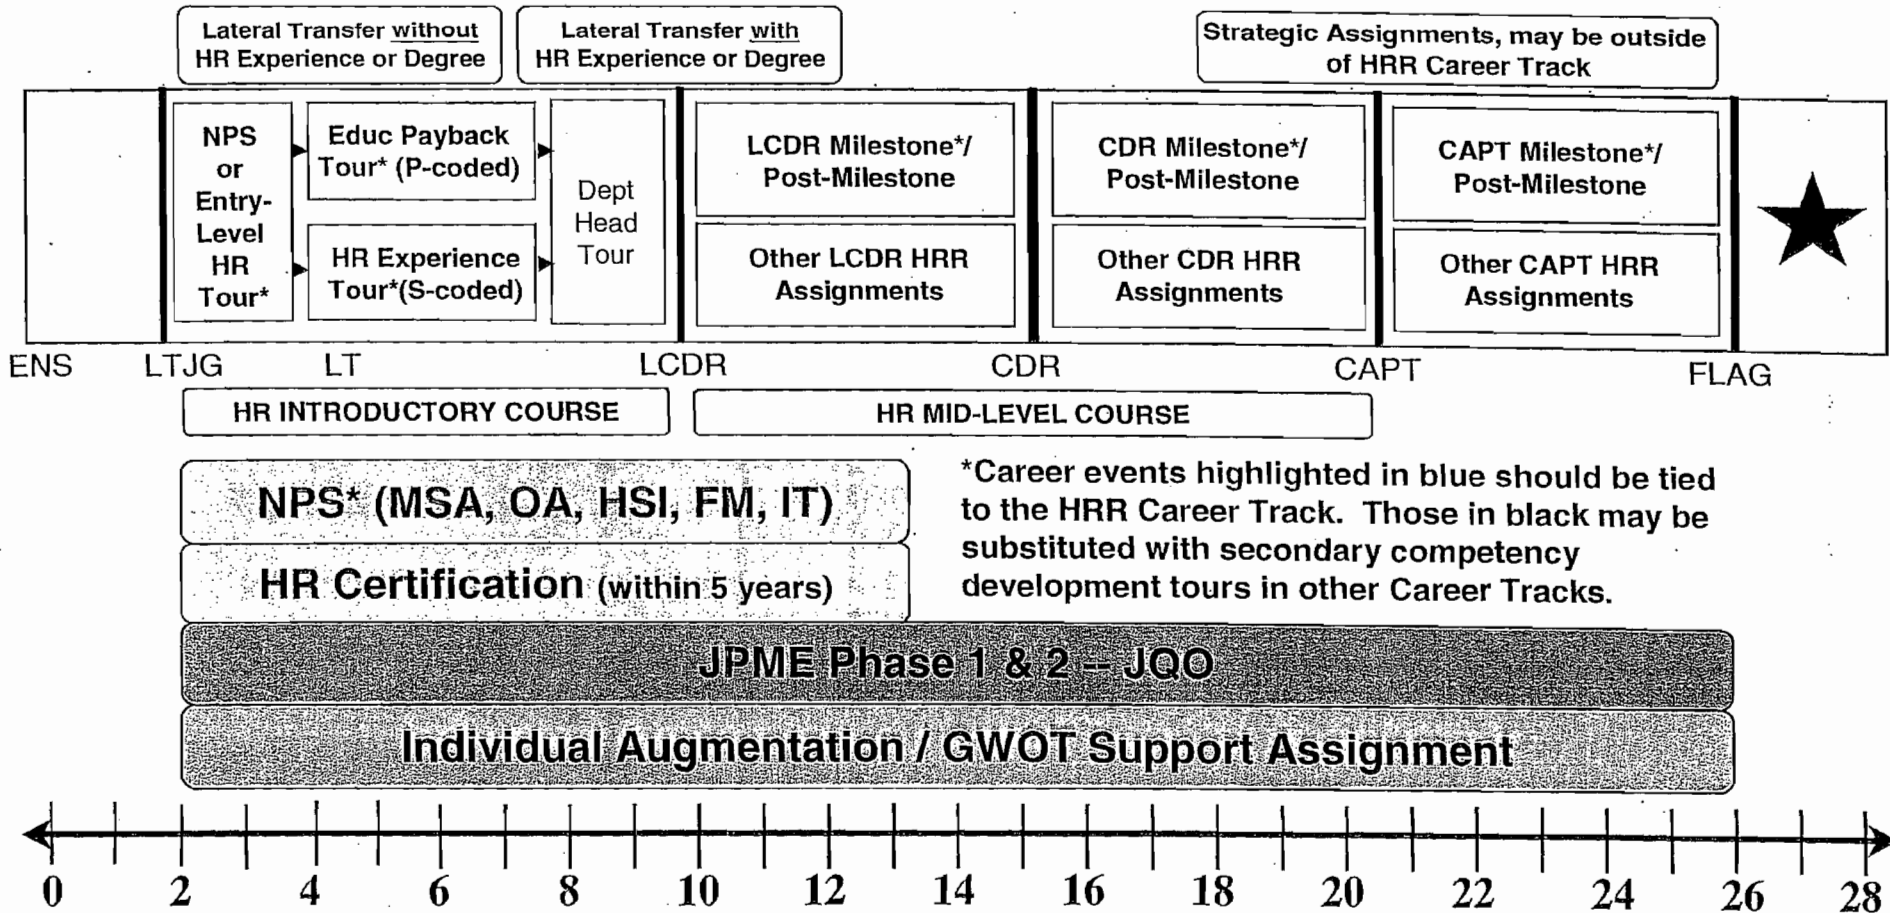 Lateral Transfer without
HR Experience or Degree
Lateral Transfer with
HR Experience or Degree
Strategic Assignments, may be outside
of HRR Career Track
NPS
or
Entry-
Level
HR
Tour*
Educ Payback
Tour* (P-coded)
HR Experience
Tour*(S-coded)
Dept
Head
Tour
LCDR Milestone*/
Post-Milestone
Other LCDR HRR
Assignments
CDR Milestone*/
Post-Milestone
Other CDR HRR
Assignments
CAPT Milestone*/
Post-Milestone
Other CAPT HRR
Assignments
ENS
LTJG
LT
LCDR
CDR
CAPT
FLAG
HR INTRODUCTORY COURSE
HR MID-LEVEL COURSE
NPS* (MSA, OA, HSI, FM, IT)
HR Certification (within 5 years)
*Career events highlighted in blue should be tied
to the HRR Career Track. Those in black may be
substituted with secondary competency
development tours in other Career Tracks.
JPME Phase 1 & 2 -- JQO
Individual Augmentation / GWOT Support Assignment
0 2 4 6 8 10 12 14 16 18 20 22 24 26 28